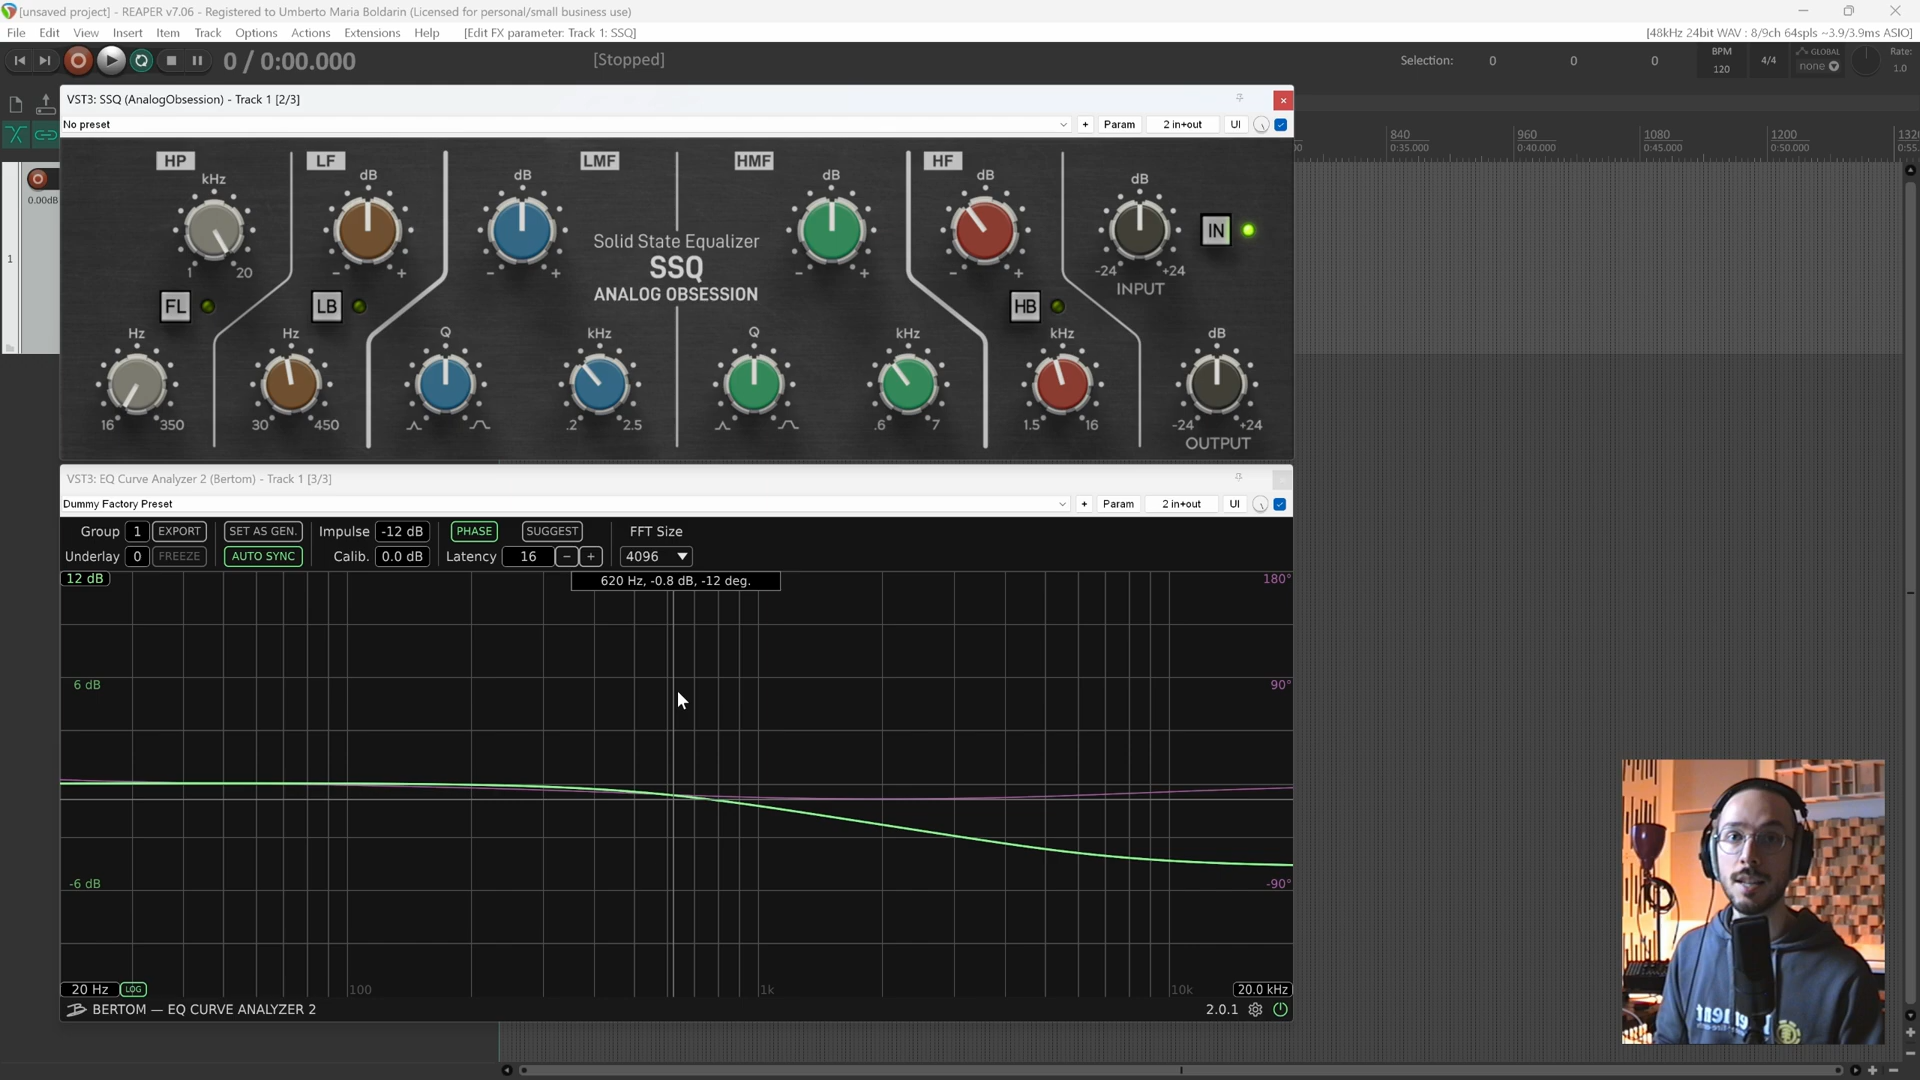 [unsaved project] - REAPER v7.06 - Registered to Umberto Maria Boldarin (Licensed for personal/small business use)
File Edit View Insert Item Track Options Actions Extensions Help [Edit FX parameter: Track 1: SSQ] [48kHz 24bit WAV : 8/9ch 64spls ~3.9/3.9ms ASIO]
0 / 0:00.000 [Stopped] Selection: 0 0 0 BPM 120 4/4 GLOBAL none Rate: 1.0
VST3: SSQ (AnalogObsession) - Track 1 [2/3]
No preset + Param 2 in+out UI
840 960 1080 1200
0:35.000 0:40.000 0:45.000 0:50.000 0:55.
HP LF LMF HMF HF
kHz dB dB dB dB dB
0.00dB
Solid State Equalizer
SSQ
ANALOG OBSESSION
IN
1 20 - + - + - + - + -24 +24
INPUT
1
FL LB HB
Hz Hz Q kHz Q kHz kHz dB
16 350 30 450 .2 2.5 .6 7 1.5 16 -24 +24
OUTPUT
VST3: EQ Curve Analyzer 2 (Bertom) - Track 1 [3/3]
Dummy Factory Preset + Param 2 in+out UI
Group 1 EXPORT SET AS GEN. Impulse -12 dB PHASE SUGGEST FFT Size
Underlay 0 FREEZE AUTO SYNC Calib. 0.0 dB Latency 16 - + 4096
12 dB 620 Hz, -0.8 dB, -12 deg. 180°
6 dB 90°
-6 dB -90°
20 Hz LOG 100 1k 10k 20.0 kHz
BERTOM — EQ CURVE ANALYZER 2 2.0.1